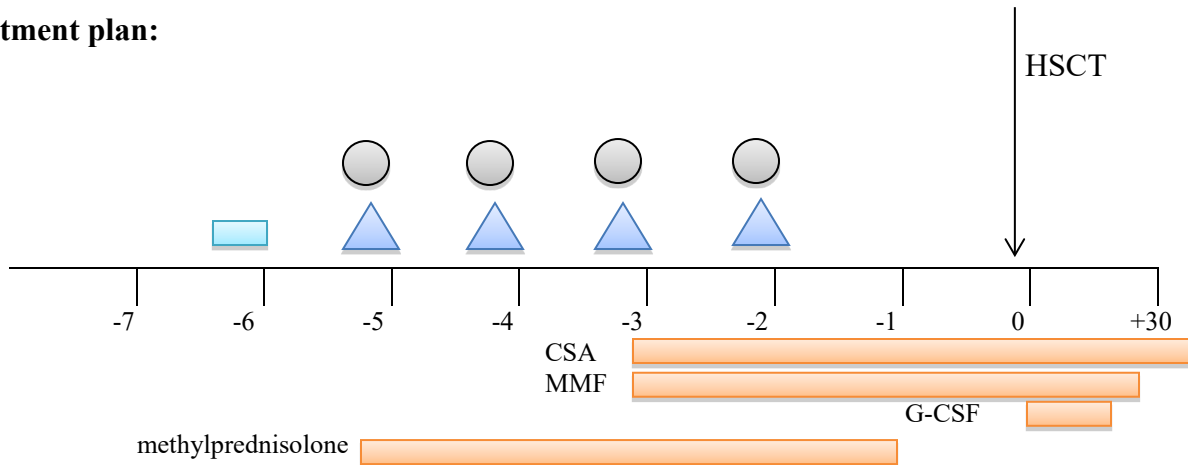 tment plan:
HSCT
-7 -6 -5 -4 -3 -2 -1 0 +30
CSA
MMF
G-CSF
methylprednisolone